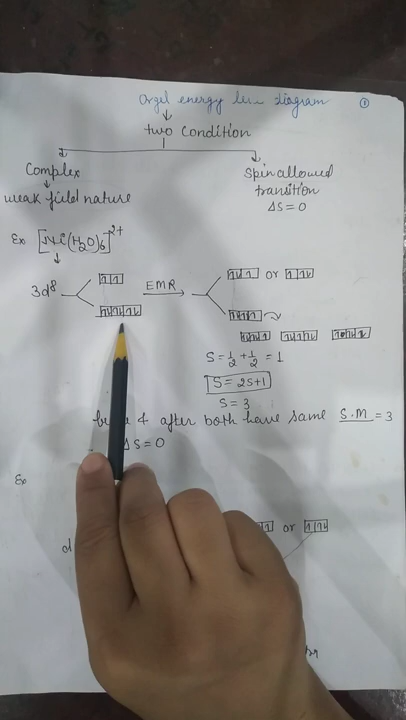 Orgel energy leve diagram ①
two Condition
Complex
weak field nature
Spin allowed
transition
ΔS = 0
Ex [Ni(H2O)6]2+
3d8
EMR
or
S = 1/2 + 1/2 = 1
S = 2S+1
S = 3
& after both have same S.M = 3
ΔS = 0
Ex
d
or